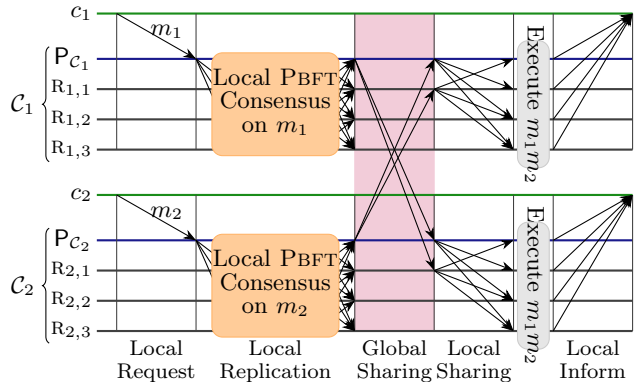 c1
m1
PC1
R1,1
R1,2
R1,3
C1
Local PBFT
Consensus
on m1
Execute m1m2
c2
m2
PC2
R2,1
R2,2
R2,3
C2
Local PBFT
Consensus
on m2
Execute m1m2
Local
Request
Local
Replication
Global
Sharing
Local
Sharing
Local
Inform